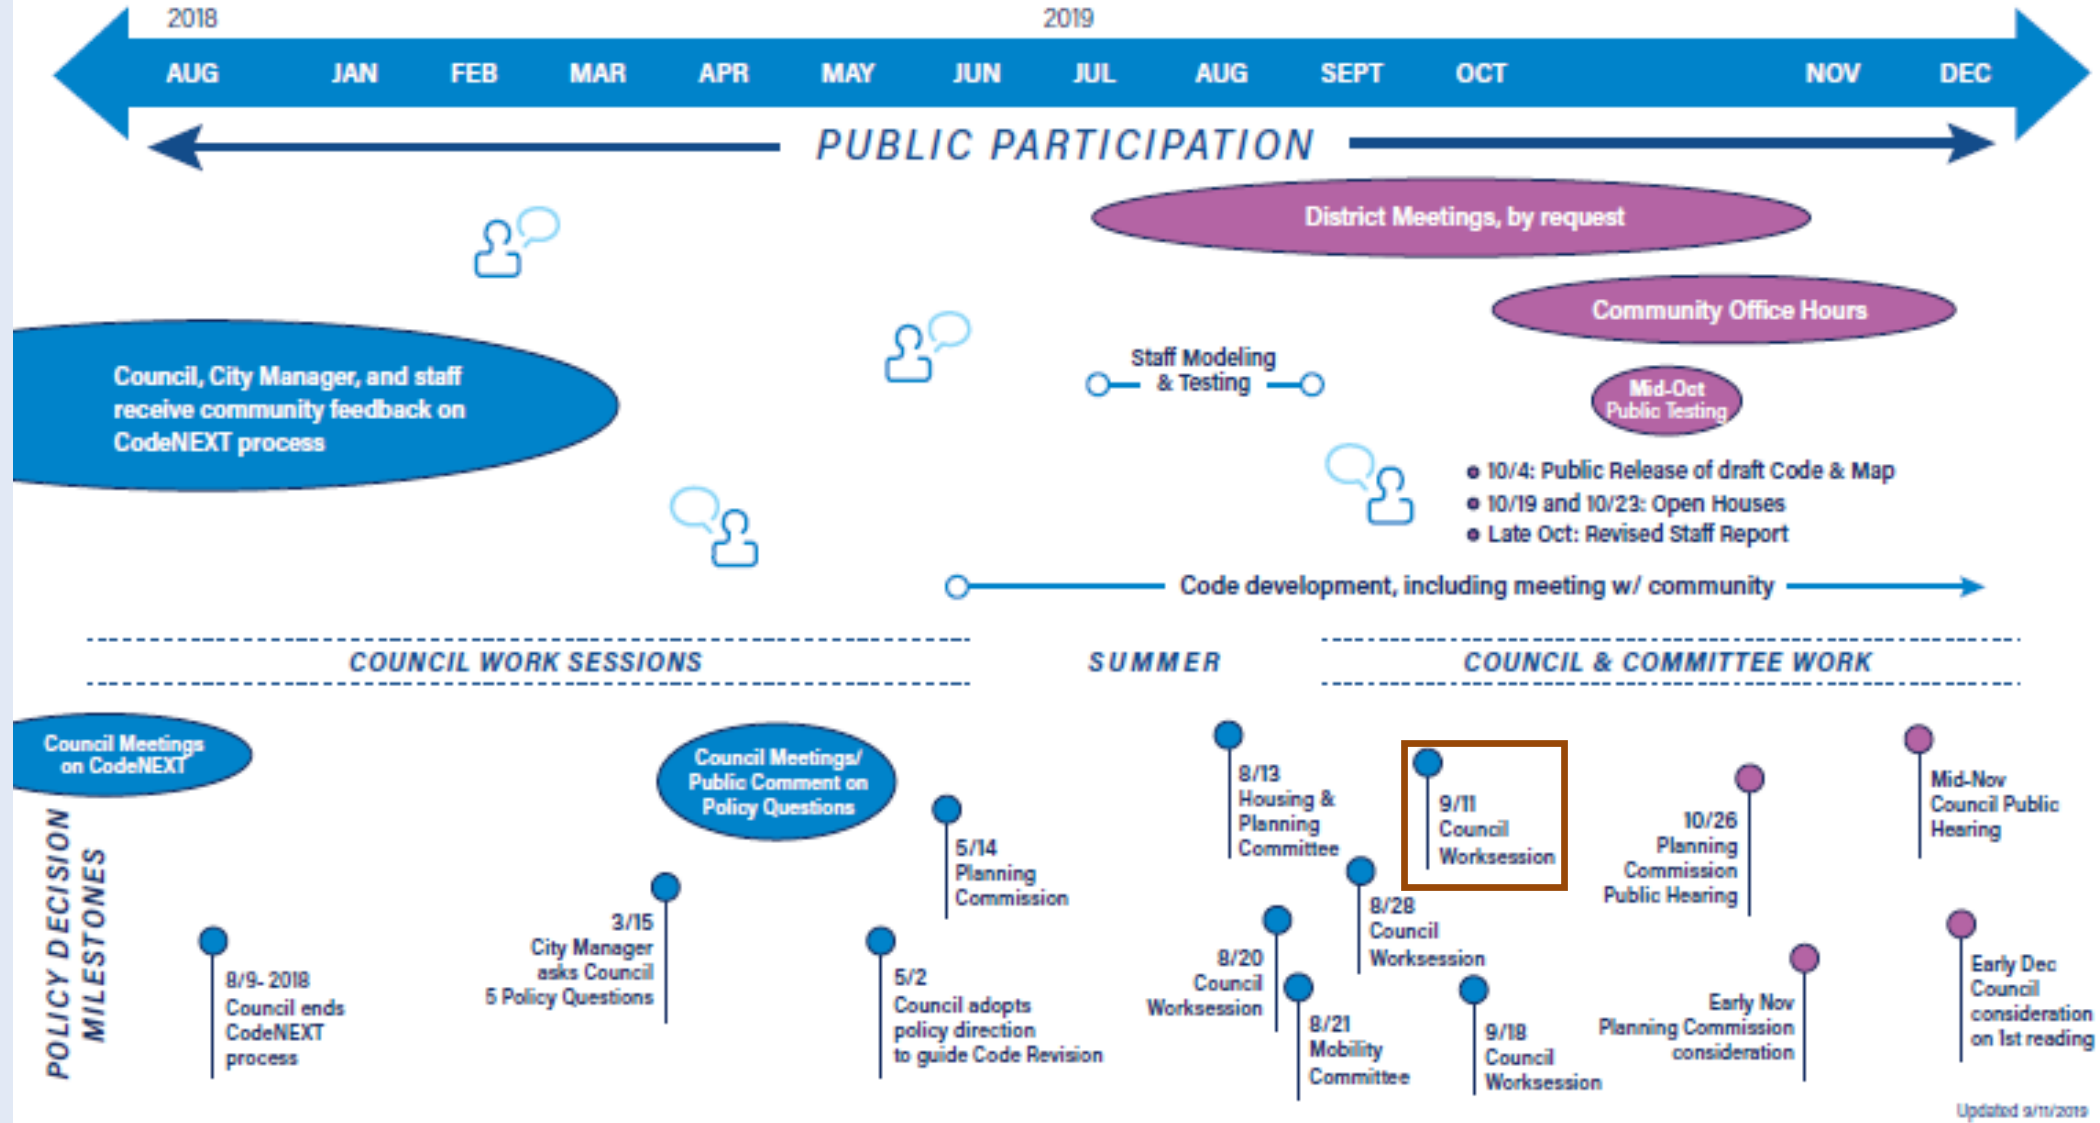 2018
2019
AUG JAN FEB MAR APR MAY JUN JUL AUG SEPT OCT NOV DEC
PUBLIC PARTICIPATION
District Meetings, by request
Community Office Hours
Council, City Manager, and staff
receive community feedback on
CodeNEXT process
Staff Modeling
& Testing
Mid-Oct
Public Testing
10/4: Public Release of draft Code & Map
10/19 and 10/23: Open Houses
Late Oct: Revised Staff Report
Code development, including meeting w/ community
COUNCIL WORK SESSIONS
SUMMER
COUNCIL & COMMITTEE WORK
POLICY DECISION
MILESTONES
Council Meetings
on CodeNEXT
8/9- 2018
Council ends
CodeNEXT
process
3/15
City Manager
asks Council
5 Policy Questions
Council Meetings/
Public Comment on
Policy Questions
5/2
Council adopts
policy direction
to guide Code Revision
5/14
Planning
Commission
8/13
Housing &
Planning
Committee
8/20
Council
Worksession
8/21
Mobility
Committee
8/28
Council
Worksession
9/11
Council
Worksession
9/18
Council
Worksession
10/26
Planning
Commission
Public Hearing
Early Nov
Planning Commission
consideration
Mid-Nov
Council Public
Hearing
Early Dec
Council
consideration
on 1st reading
Updated 9/11/2019